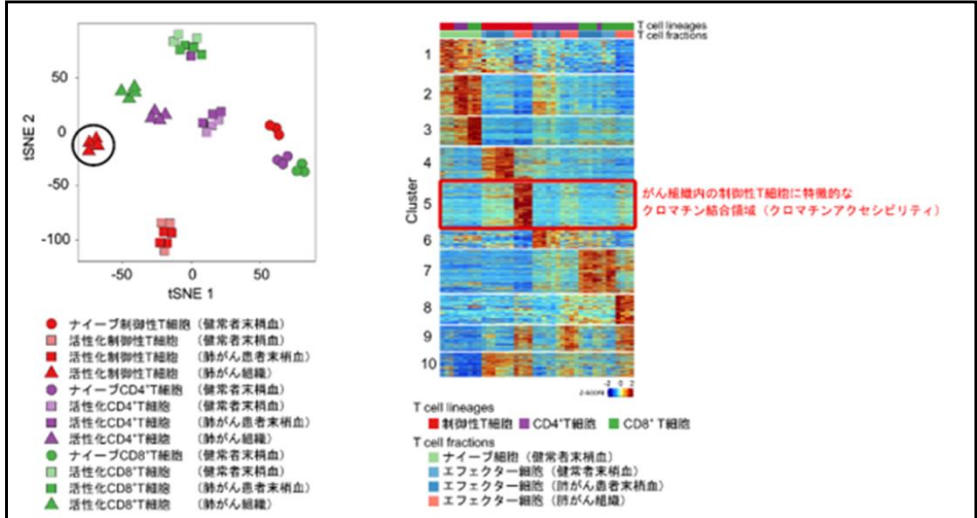 tSNE 2
50
0
-50
-100
-50
0
50
tSNE 1
ナイーブ制御性T細胞 (健常者末梢血)
活性化制御性T細胞 (健常者末梢血)
活性化制御性T細胞 (肺がん患者末梢血)
活性化制御性T細胞 (肺がん組織)
ナイーブCD4⁺T細胞 (健常者末梢血)
活性化CD4⁺T細胞 (健常者末梢血)
活性化CD4⁺T細胞 (肺がん患者末梢血)
活性化CD4⁺T細胞 (肺がん組織)
ナイーブCD8⁺T細胞 (健常者末梢血)
活性化CD8⁺T細胞 (健常者末梢血)
活性化CD8⁺T細胞 (肺がん患者末梢血)
活性化CD8⁺T細胞 (肺がん組織)
T cell lineages
T cell fractions
Cluster
1
2
3
4
5
6
7
8
9
10
がん組織内の制御性T細胞に特徴的な
クロマチン結合領域（クロマチンアクセシビリティ）
-2 0 2
z-score
T cell lineages
制御性T細胞 CD4⁺T細胞 CD8⁺ T細胞
T cell fractions
ナイーブ細胞（健常者末梢血）
エフェクター細胞（健常者末梢血）
エフェクター細胞（肺がん患者末梢血）
エフェクター細胞（肺がん組織）